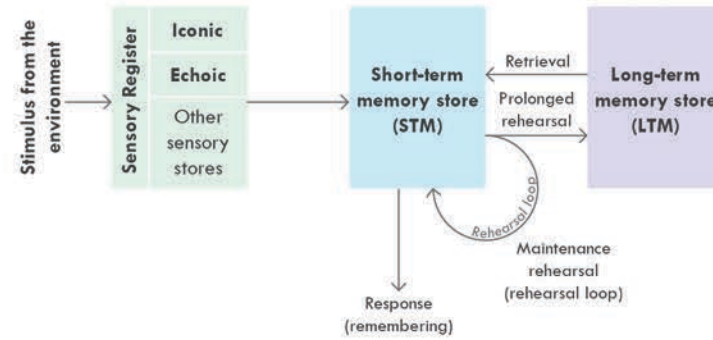 Stimulus from the
environment
Sensory Register
Iconic
Echoic
Other
sensory
stores
Short-term
memory store
(STM)
Retrieval
Prolonged
rehearsal
Long-term
memory store
(LTM)
Rehearsal loop
Maintenance
rehearsal
(rehearsal loop)
Response
(remembering)